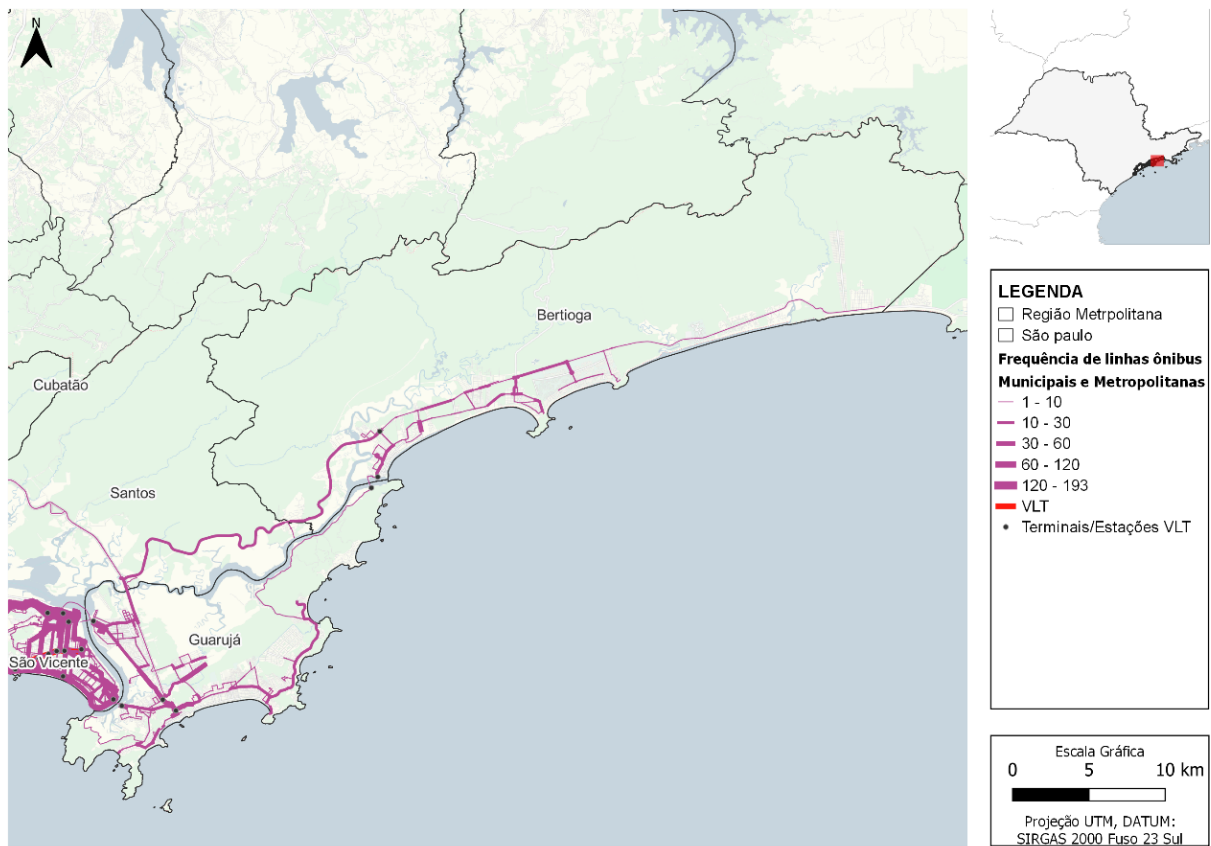 N
Bertioga
Cubatão
Santos
Guarujá
São Vicente
LEGENDA
Região Metrpolitana
São paulo
Frequência de linhas ônibus
Municipais e Metropolitanas
1 - 10
10 - 30
30 - 60
60 - 120
120 - 193
VLT
Terminais/Estações VLT
Escala Gráfica
0 5 10 km
Projeção UTM, DATUM:
SIRGAS 2000 Fuso 23 Sul